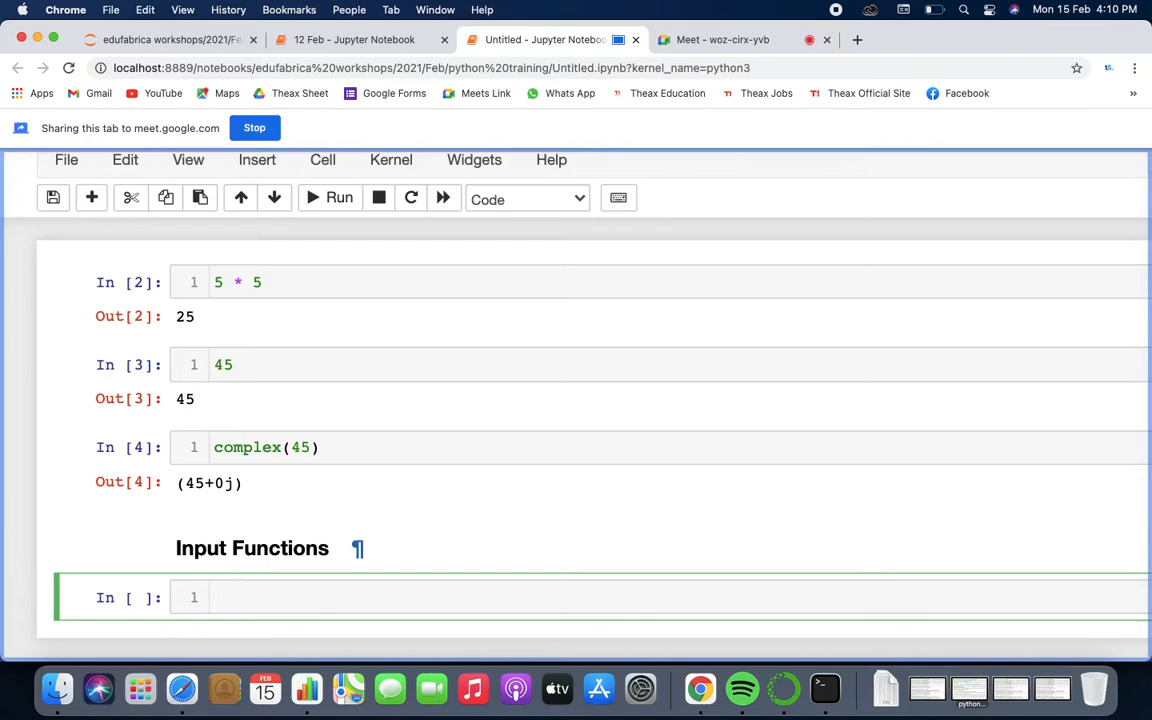 Chrome File Edit View History Bookmarks People Tab Window Help Mon 15 Feb 4:10 PM
edufabrica workshops/2021/Fe 12 Feb - Jupyter Notebook Untitled - Jupyter Noteboo Meet - woz-cirx-yvb
localhost:8889/notebooks/edufabrica%20workshops/2021/Feb/python%20training/Untitled.ipynb?kernel_name=python3
Apps Gmail YouTube Maps Theax Sheet Google Forms Meets Link Whats App Theax Education Theax Jobs Theax Official Site Facebook »
Sharing this tab to meet.google.com Stop
File Edit View Insert Cell Kernel Widgets Help
Run Code
In [2]: 1 5 * 5
Out[2]: 25
In [3]: 1 45
Out[3]: 45
In [4]: 1 complex(45)
Out[4]: (45+0j)
Input Functions ¶
In [ ]: 1
FEB
15
tv
python...